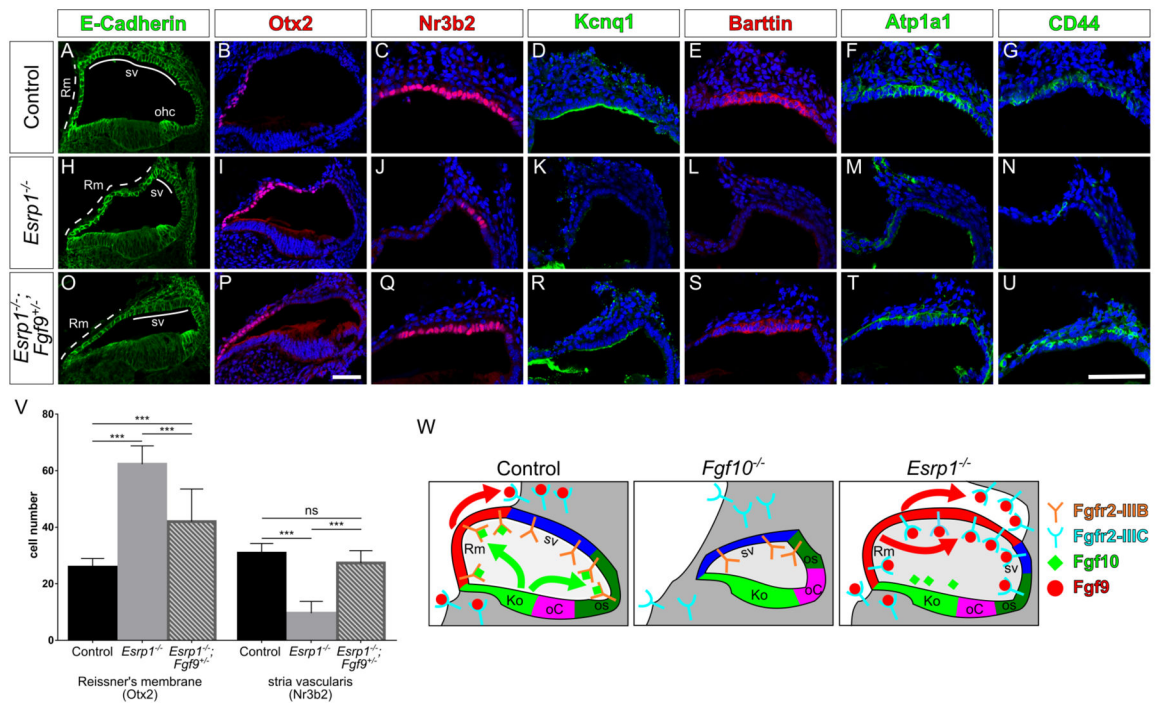 E-Cadherin Otx2 Nr3b2 Kcnq1 Barttin Atp1a1 CD44
Control
A B C D E F G
Rm sv ohc
Esrp1-/-
H I J K L M N
Rm sv
Esrp1-/-;
Fgf9+/-
O P Q R S T U
Rm sv
V
cell number
80
60
40
20
0
***
***
***
ns
***
***
Control Esrp1-/- Esrp1-/-; Fgf9+/- Control Esrp1-/- Esrp1-/-; Fgf9+/-
Reissner's membrane
(Otx2)
stria vascularis
(Nr3b2)
W
Control
Rm sv Ko oC os
Fgf10-/-
sv os Ko oC
Esrp1-/-
Rm sv Ko oC os
Fgfr2-IIIB
Fgfr2-IIIC
Fgf10
Fgf9